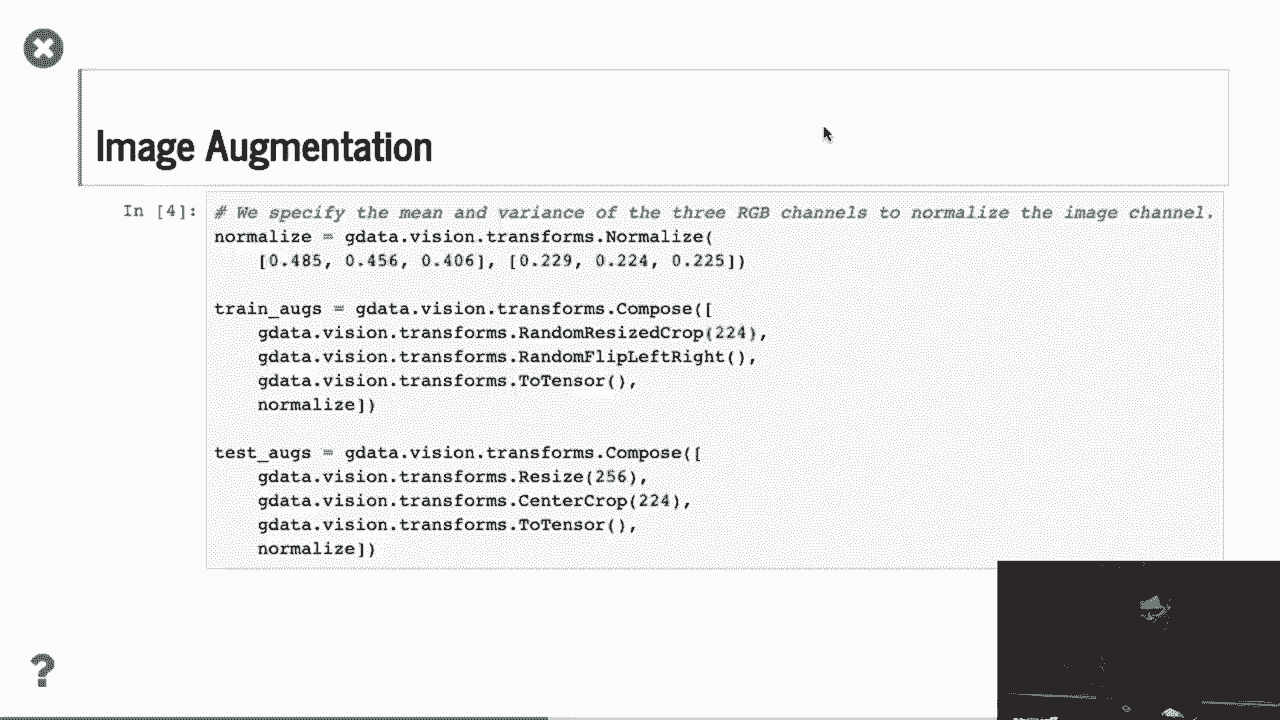 Image Augmentation
In [4]:
# We specify the mean and variance of the three RGB channels to normalize the image channel.
normalize = gdata.vision.transforms.Normalize(
    [0.485, 0.456, 0.406], [0.229, 0.224, 0.225])
train_augs = gdata.vision.transforms.Compose([
    gdata.vision.transforms.RandomResizedCrop(224),
    gdata.vision.transforms.RandomFlipLeftRight(),
    gdata.vision.transforms.ToTensor(),
    normalize])
test_augs = gdata.vision.transforms.Compose([
    gdata.vision.transforms.Resize(256),
    gdata.vision.transforms.CenterCrop(224),
    gdata.vision.transforms.ToTensor(),
    normalize])
?